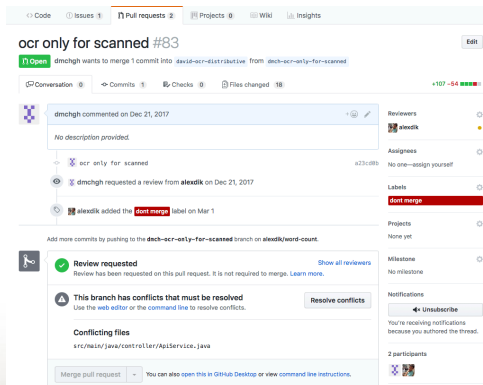 Code Issues 1 Pull requests 2 Projects 0 Wiki Insights
ocr only for scanned #83
Edit
Open dmchgh wants to merge 1 commit into david-ocr-distributive from dmch-ocr-only-for-scanned
Conversation 0 Commits 1 Checks 0 Files changed 18 +107 -54
dmchgh commented on Dec 21, 2017
No description provided.
ocr only for scanned a23cd0b
dmchgh requested a review from alexdik on Dec 21, 2017
alexdik added the dont merge label on Mar 1
Add more commits by pushing to the dmch-ocr-only-for-scanned branch on alexdik/word-count.
Review requested Show all reviewers
Review has been requested on this pull request. It is not required to merge. Learn more.
This branch has conflicts that must be resolved
Use the web editor or the command line to resolve conflicts.
Resolve conflicts
Conflicting files
src/main/java/controller/ApiService.java
Merge pull request You can also open this in GitHub Desktop or view command line instructions.
Reviewers
alexdik
Assignees
No one—assign yourself
Labels
dont merge
Projects
None yet
Milestone
No milestone
Notifications
Unsubscribe
You're receiving notifications
because you authored the thread.
2 participants